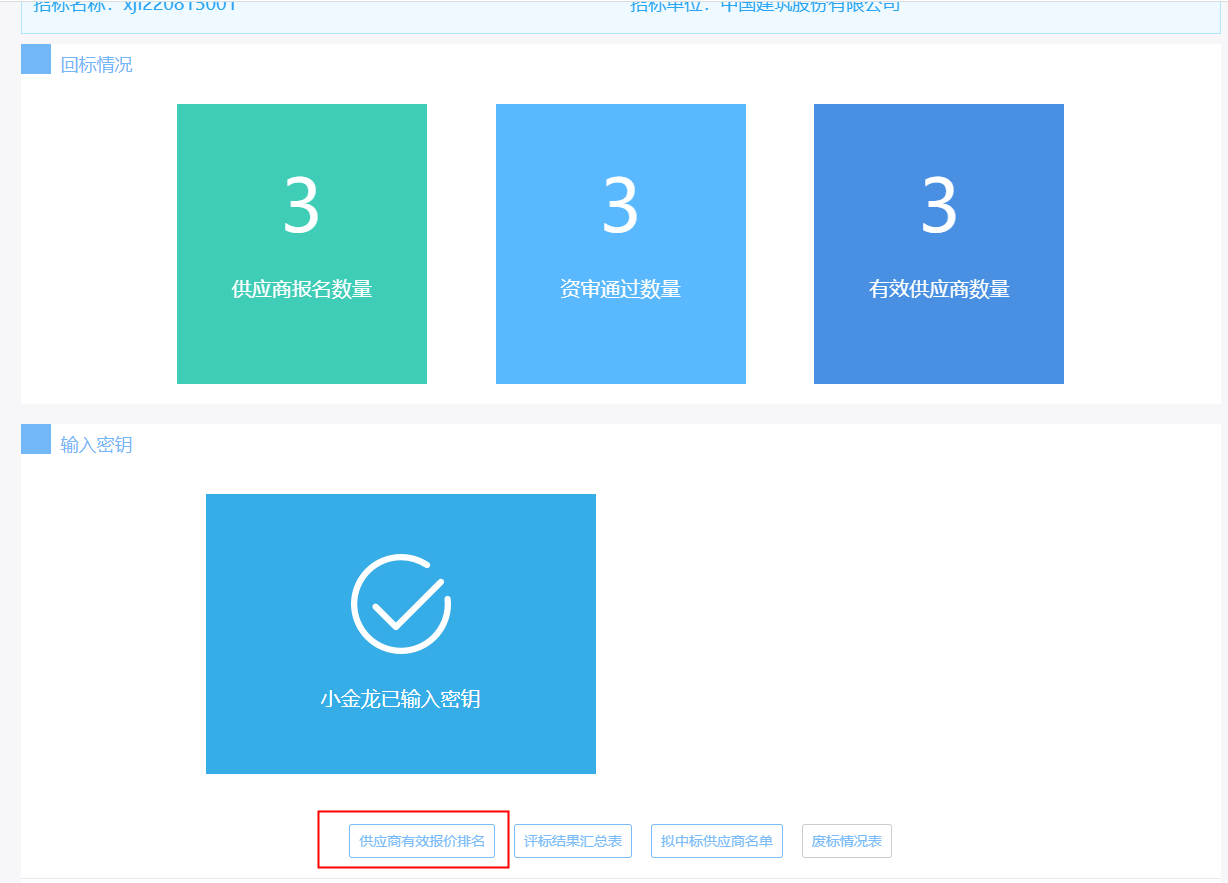 招标名称：xjl220815001 招标单位：中国建筑股份有限公司
回标情况
3 3 3
供应商报名数量 资审通过数量 有效供应商数量
输入密钥
小金龙已输入密钥
供应商有效报价排名 评标结果汇总表 拟中标供应商名单 废标情况表